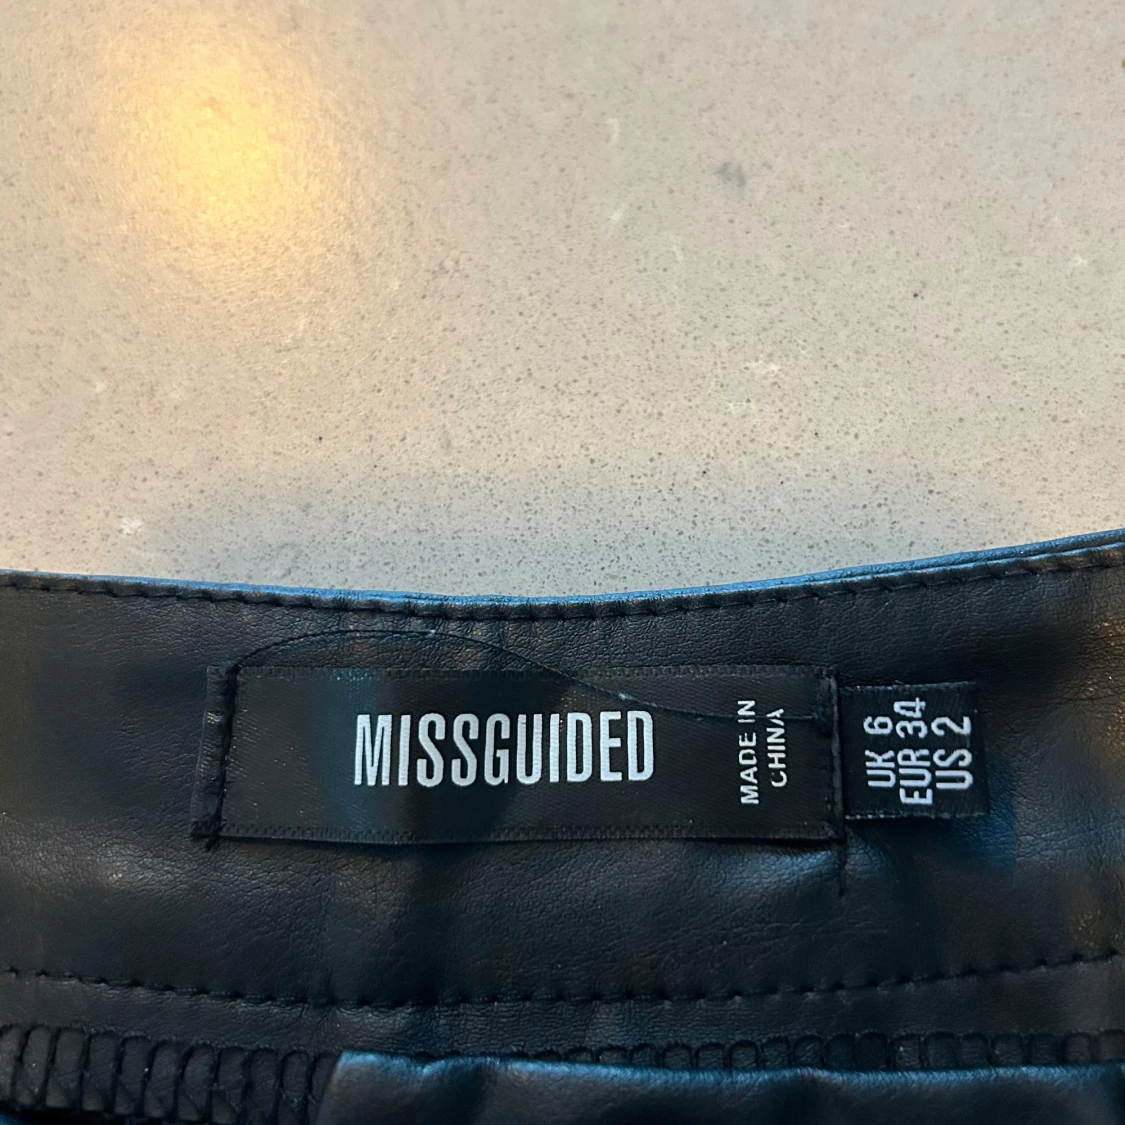 MISSGUIDED
MADE IN
CHINA
UK 6
EUR 34
US 2